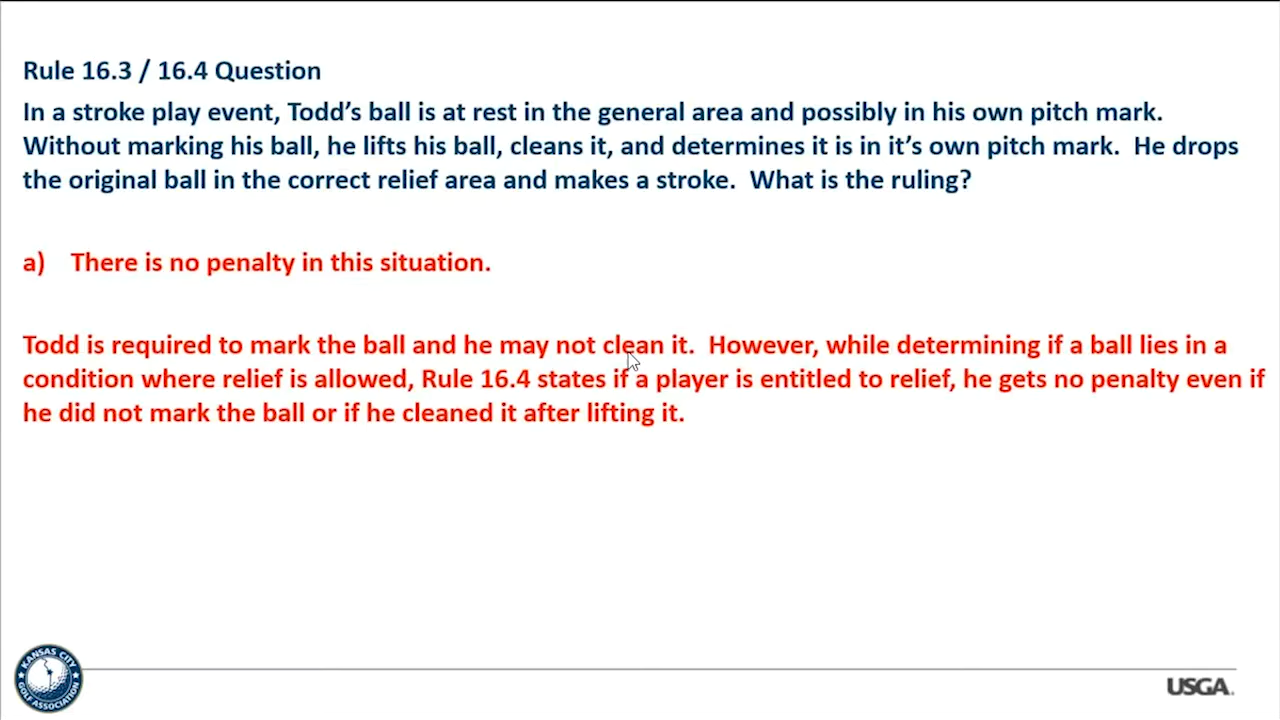 Rule 16.3 / 16.4 Question
In a stroke play event, Todd’s ball is at rest in the general area and possibly in his own pitch mark.
Without marking his ball, he lifts his ball, cleans it, and determines it is in it’s own pitch mark.  He drops
the original ball in the correct relief area and makes a stroke.  What is the ruling?
a) There is no penalty in this situation.
Todd is required to mark the ball and he may not clean it.  However, while determining if a ball lies in a
condition where relief is allowed, Rule 16.4 states if a player is entitled to relief, he gets no penalty even if
he did not mark the ball or if he cleaned it after lifting it.
KANSAS CITY
GOLF ASSOCIATION
USGA.